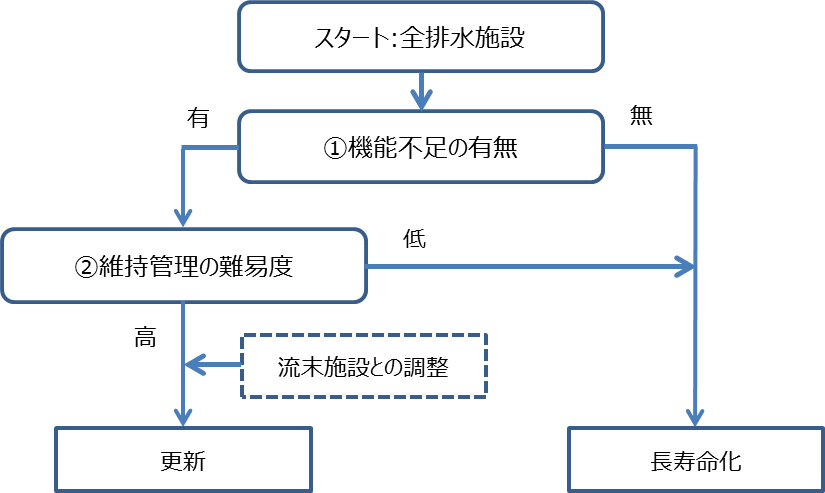 スタート：全排水施設
有
無
①機能不足の有無
低
②維持管理の難易度
高
流末施設との調整
更新
長寿命化